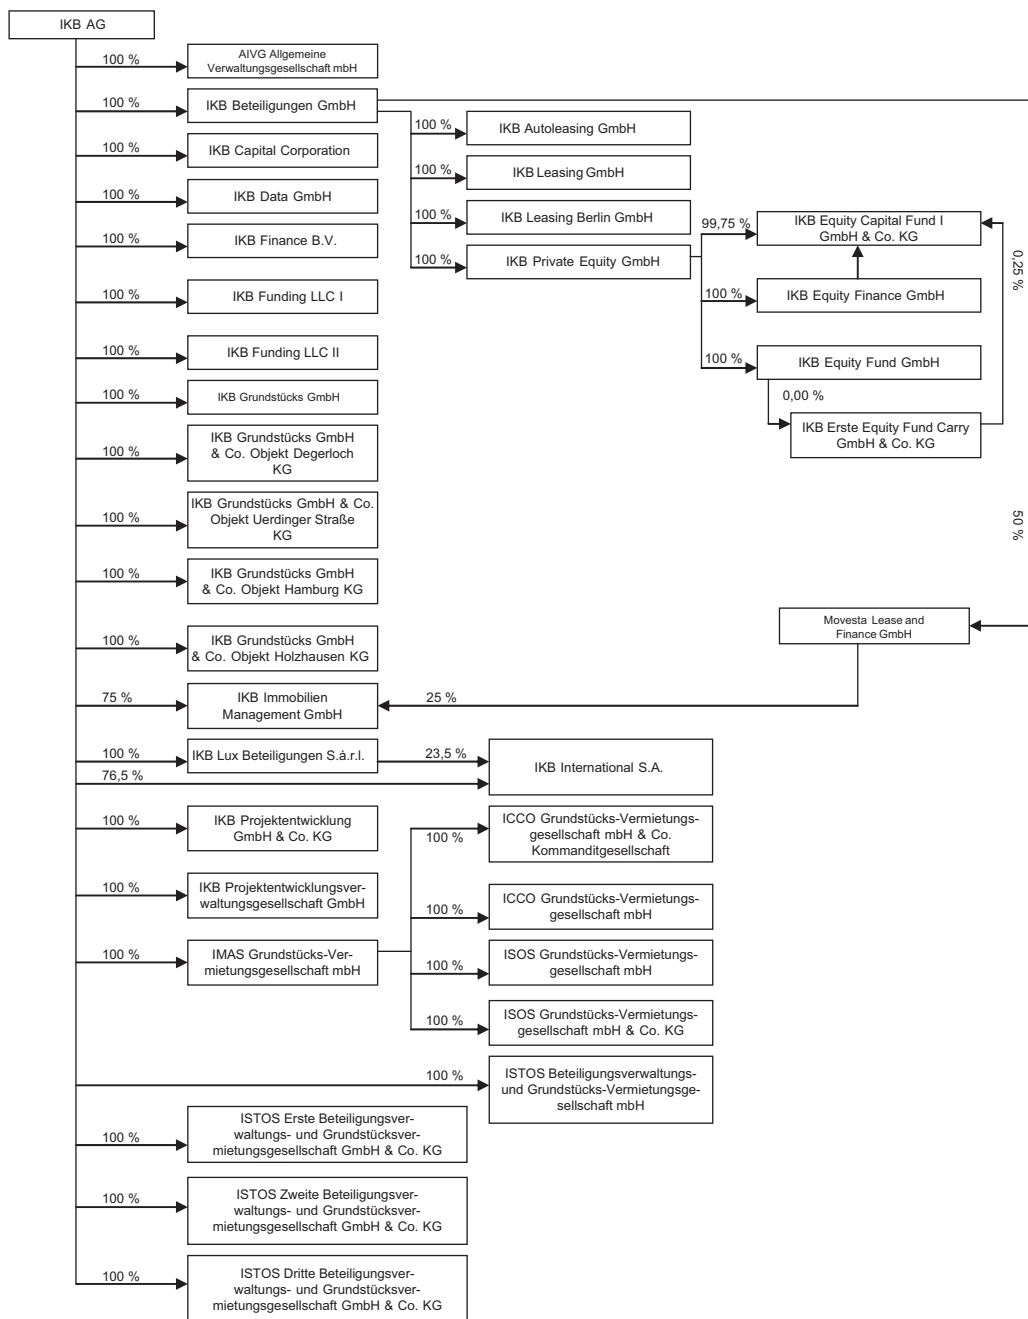 IKB AG
100 %
AIVG Allgemeine
Verwaltungsgesellschaft mbH
100 %
IKB Beteiligungen GmbH
100 %
IKB Autoleasing GmbH
100 %
IKB Capital Corporation
100 %
IKB Leasing GmbH
100 %
IKB Data GmbH
100 %
IKB Leasing Berlin GmbH
99,75 %
IKB Equity Capital Fund I
GmbH & Co. KG
100 %
IKB Finance B.V.
100 %
IKB Private Equity GmbH
0,25 %
100 %
IKB Funding LLC I
100 %
IKB Equity Finance GmbH
100 %
IKB Funding LLC II
100 %
IKB Equity Fund GmbH
100 %
IKB Grundstücks GmbH
0,00 %
IKB Erste Equity Fund Carry
GmbH & Co. KG
100 %
IKB Grundstücks GmbH
& Co. Objekt Degerloch
KG
100 %
IKB Grundstücks GmbH & Co.
Objekt Uerdinger Straße
KG
50 %
100 %
IKB Grundstücks GmbH
& Co. Objekt Hamburg KG
Movesta Lease and
Finance GmbH
100 %
IKB Grundstücks GmbH
& Co. Objekt Holzhausen KG
75 %
IKB Immobilien
Management GmbH
25 %
100 %
IKB Lux Beteiligungen S.à.r.l.
23,5 %
IKB International S.A.
76,5 %
100 %
IKB Projektentwicklung
GmbH & Co. KG
100 %
ICCO Grundstücks-Vermietungs-
gesellschaft mbH & Co.
Kommanditgesellschaft
100 %
IKB Projektentwicklungsver-
waltungsgesellschaft GmbH
100 %
ICCO Grundstücks-Vermietungs-
gesellschaft mbH
100 %
IMAS Grundstücks-Ver-
mietungsgesellschaft mbH
100 %
ISOS Grundstücks-Vermietungs-
gesellschaft mbH
100 %
ISOS Grundstücks-Vermietungs-
gesellschaft mbH & Co. KG
100 %
ISTOS Beteiligungsverwaltungs-
und Grundstücks-Vermietungsge-
sellschaft mbH
100 %
ISTOS Erste Beteiligungsver-
waltungs- und Grundstücksver-
mietungsgesellschaft GmbH & Co. KG
100 %
ISTOS Zweite Beteiligungsver-
waltungs- und Grundstücksver-
mietungsgesellschaft GmbH & Co. KG
100 %
ISTOS Dritte Beteiligungsver-
waltungs- und Grundstücksver-
mietungsgesellschaft GmbH & Co. KG